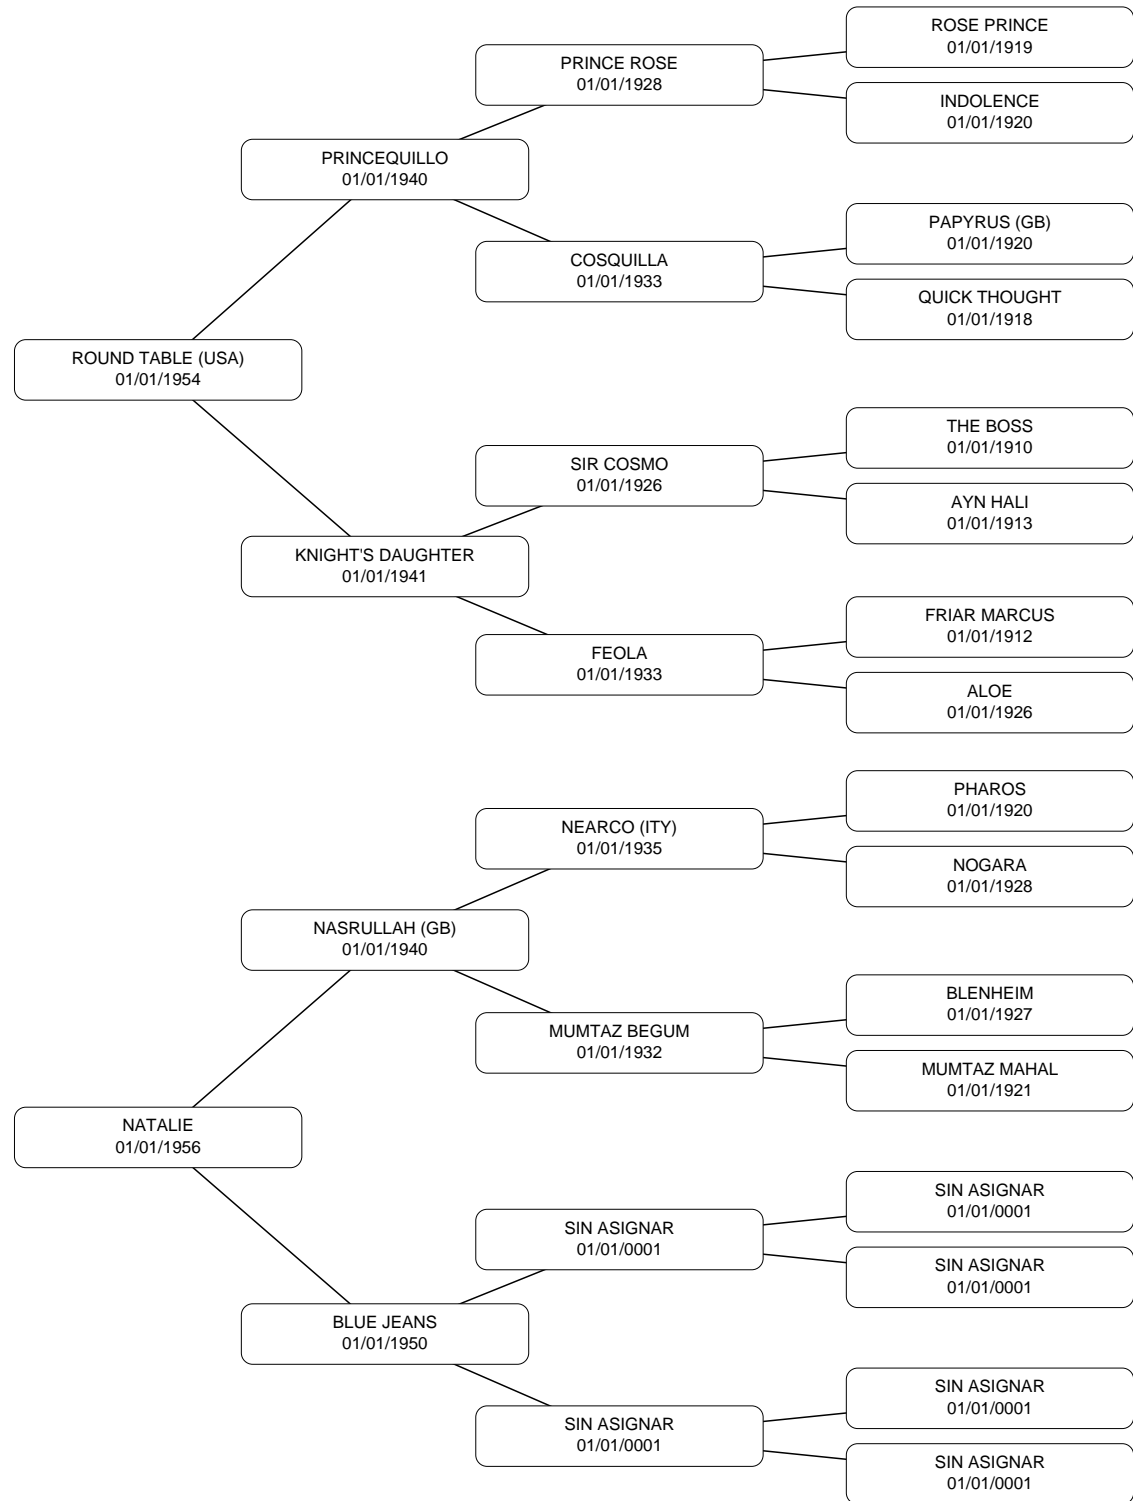 ROSE PRINCE
01/01/1919
PRINCE ROSE
01/01/1928
INDOLENCE
01/01/1920
PRINCEQUILLO
01/01/1940
PAPYRUS (GB)
01/01/1920
COSQUILLA
01/01/1933
QUICK THOUGHT
01/01/1918
ROUND TABLE (USA)
01/01/1954
THE BOSS
01/01/1910
SIR COSMO
01/01/1926
AYN HALI
01/01/1913
KNIGHT'S DAUGHTER
01/01/1941
FRIAR MARCUS
01/01/1912
FEOLA
01/01/1933
ALOE
01/01/1926
PHAROS
01/01/1920
NEARCO (ITY)
01/01/1935
NOGARA
01/01/1928
NASRULLAH (GB)
01/01/1940
BLENHEIM
01/01/1927
MUMTAZ BEGUM
01/01/1932
MUMTAZ MAHAL
01/01/1921
NATALIE
01/01/1956
SIN ASIGNAR
01/01/0001
SIN ASIGNAR
01/01/0001
SIN ASIGNAR
01/01/0001
BLUE JEANS
01/01/1950
SIN ASIGNAR
01/01/0001
SIN ASIGNAR
01/01/0001
SIN ASIGNAR
01/01/0001